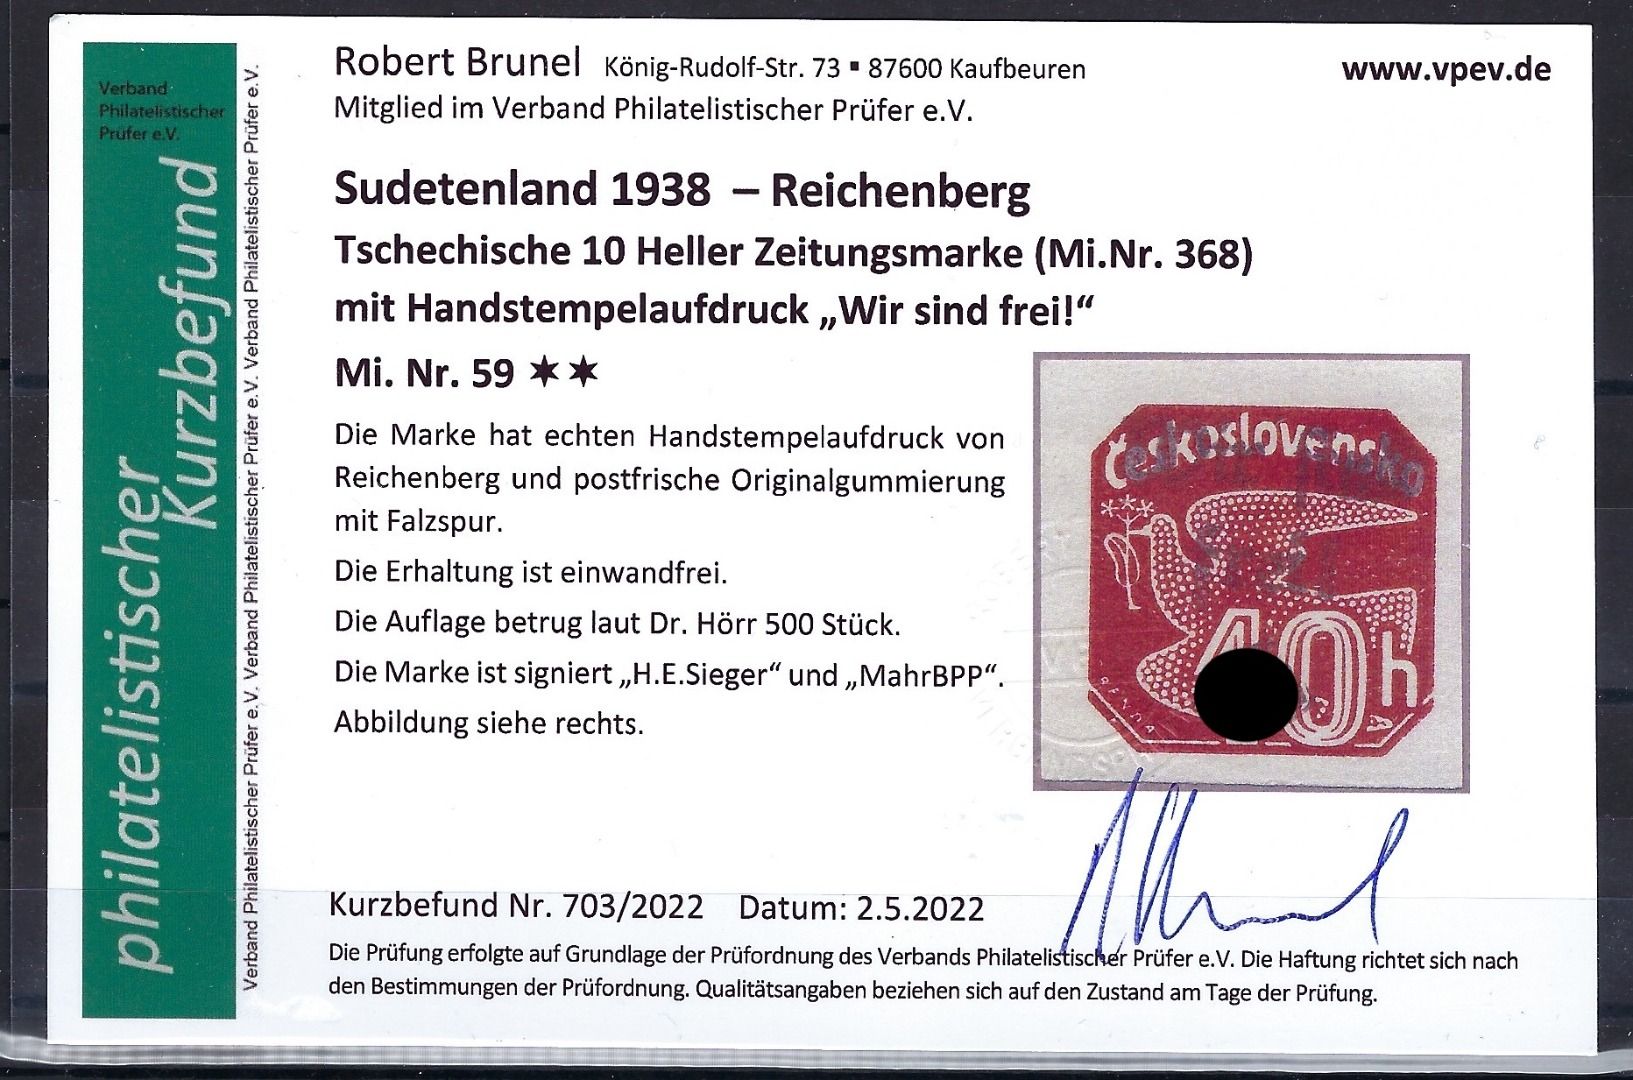 Verband
Philatelistischer
Prüfer e.V.
philatelistischer
Kurzbefund
Verband Philatelistischer Prüfer e.V. Verband Philatelistischer Prüfer e.V. Verband Philatelistischer Prüfer e.V.
Robert Brunel König-Rudolf-Str. 73 ▪ 87600 Kaufbeuren
www.vpev.de
Mitglied im Verband Philatelistischer Prüfer e.V.
Sudetenland 1938 – Reichenberg
Tschechische 10 Heller Zeitungsmarke (Mi.Nr. 368)
mit Handstempelaufdruck „Wir sind frei!“
Mi. Nr. 59 ✶✶
Die Marke hat echten Handstempelaufdruck von
Reichenberg und postfrische Originalgummierung
mit Falzspur.
Die Erhaltung ist einwandfrei.
Die Auflage betrug laut Dr. Hörr 500 Stück.
Die Marke ist signiert „H.E.Sieger“ und „MahrBPP“.
Abbildung siehe rechts.
Československo
10 h
Kurzbefund Nr. 703/2022 Datum: 2.5.2022
Die Prüfung erfolgte auf Grundlage der Prüfordnung des Verbands Philatelistischer Prüfer e.V. Die Haftung richtet sich nach
den Bestimmungen der Prüfordnung. Qualitätsangaben beziehen sich auf den Zustand am Tage der Prüfung.